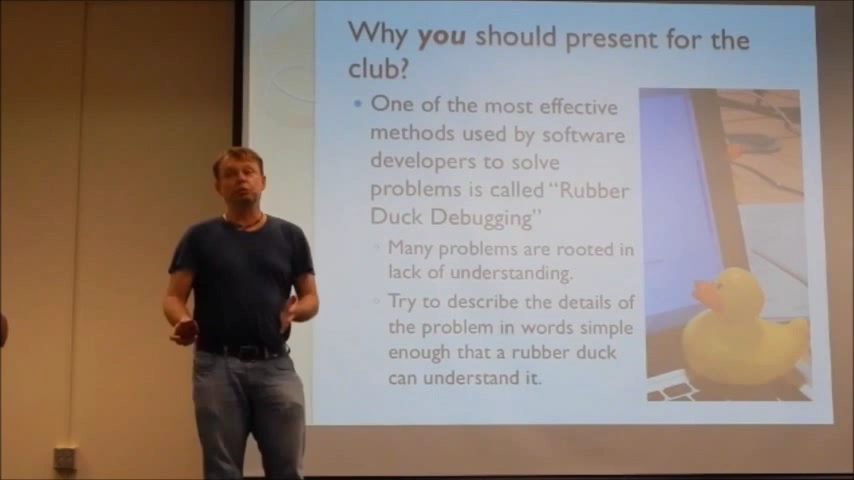 Why you should present for the
club?
• One of the most effective
methods used by software
developers to solve
problems is called “Rubber
Duck Debugging”
◦ Many problems are rooted in
lack of understanding.
◦ Try to describe the details of
the problem in words simple
enough that a rubber duck
can understand it.